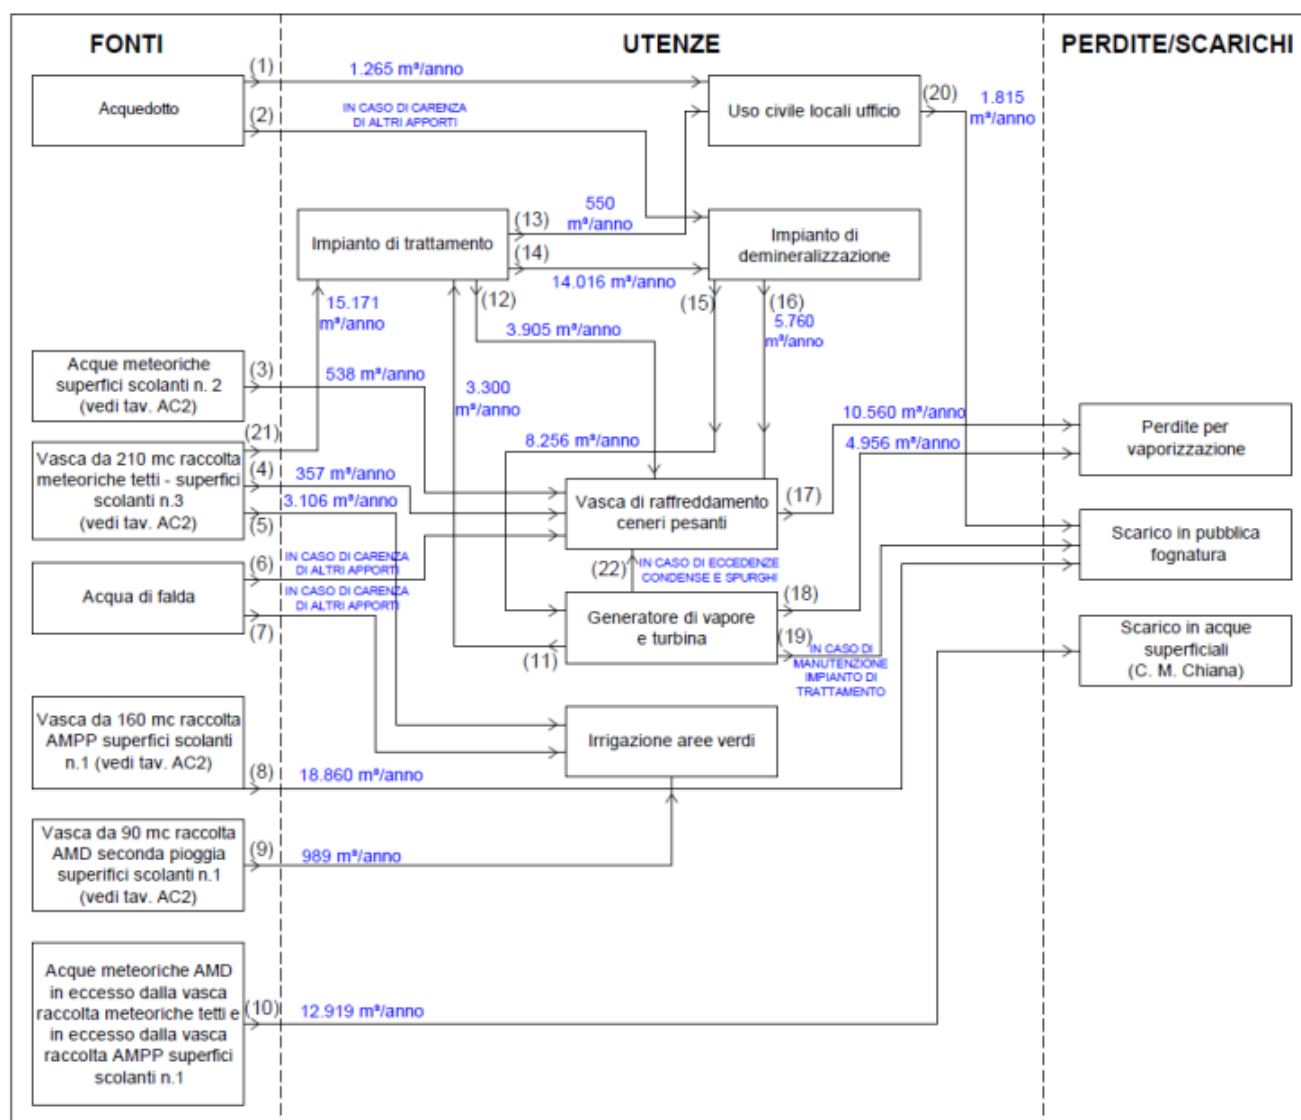 FONTI
UTENZE
PERDITE/SCARICHI
Acquedotto
(1)
1.265 m³/anno
(2)
IN CASO DI CARENZA
DI ALTRI APPORTI
Uso civile locali ufficio
(20)
1.815
m³/anno
Impianto di trattamento
(13)
550
m³/anno
(14)
14.016 m³/anno
Impianto di
demineralizzazione
(12)
3.905 m³/anno
(15)
(16)
5.760
m³/anno
15.171
m³/anno
Acque meteoriche
superfici scolanti n. 2
(vedi tav. AC2)
(3)
538 m³/anno
3.300
m³/anno
8.256 m³/anno
(21)
Vasca da 210 mc raccolta
meteoriche tetti - superfici
scolanti n.3
(vedi tav. AC2)
(4)
357 m³/anno
3.106 m³/anno
(5)
Vasca di raffreddamento
ceneri pesanti
(17)
10.560 m³/anno
4.956 m³/anno
Perdite per
vaporizzazione
Acqua di falda
(6)
IN CASO DI CARENZA
DI ALTRI APPORTI
IN CASO DI CARENZA
DI ALTRI APPORTI
(7)
(22)
IN CASO DI ECCEDENZE
CONDENSE E SPURGHI
Scarico in pubblica
fognatura
Generatore di vapore
e turbina
(18)
(19)
(11)
IN CASO DI
MANUTENZIONE
IMPIANTO DI
TRATTAMENTO
Scarico in acque
superficiali
(C. M. Chiana)
Vasca da 160 mc raccolta
AMPP superfici scolanti
n.1 (vedi tav. AC2)
(8)
18.860 m³/anno
Irrigazione aree verdi
Vasca da 90 mc raccolta
AMD seconda pioggia
superifici scolanti n.1
(vedi tav. AC2)
(9)
989 m³/anno
Acque meteoriche AMD
in eccesso dalla vasca
raccolta meteoriche tetti e
in eccesso dalla vasca
raccolta AMPP superfici
scolanti n.1
(10)
12.919 m³/anno